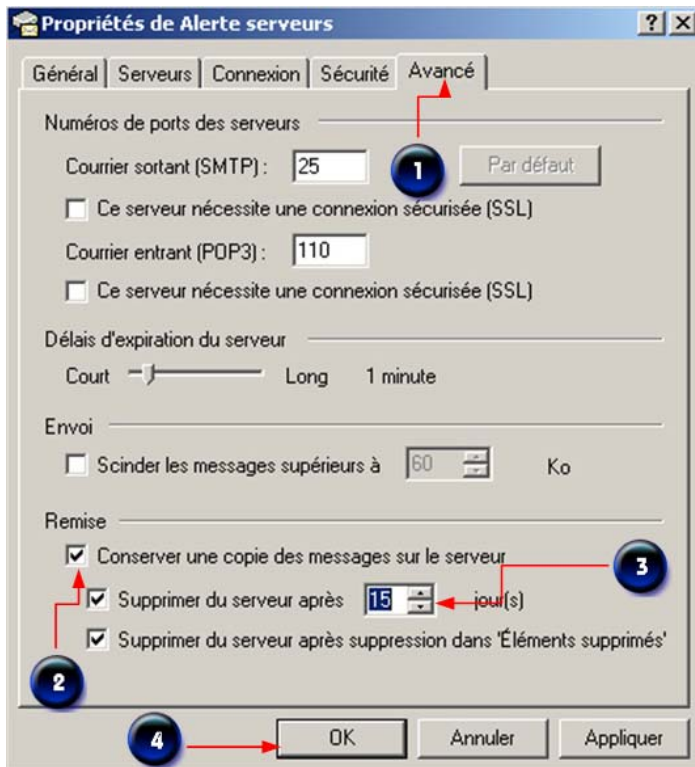 Propriétés de Alerte serveurs
Général Serveurs Connexion Sécurité Avancé
Numéros de ports des serveurs
Courrier sortant (SMTP) : 25 Par défaut
1
Ce serveur nécessite une connexion sécurisée (SSL)
Courrier entrant (POP3) : 110
Ce serveur nécessite une connexion sécurisée (SSL)
Délais d'expiration du serveur
Court Long 1 minute
Envoi
Scinder les messages supérieurs à 60 Ko
Remise
Conserver une copie des messages sur le serveur
3
Supprimer du serveur après 15 jour(s)
Supprimer du serveur après suppression dans 'Éléments supprimés'
2
4
OK Annuler Appliquer